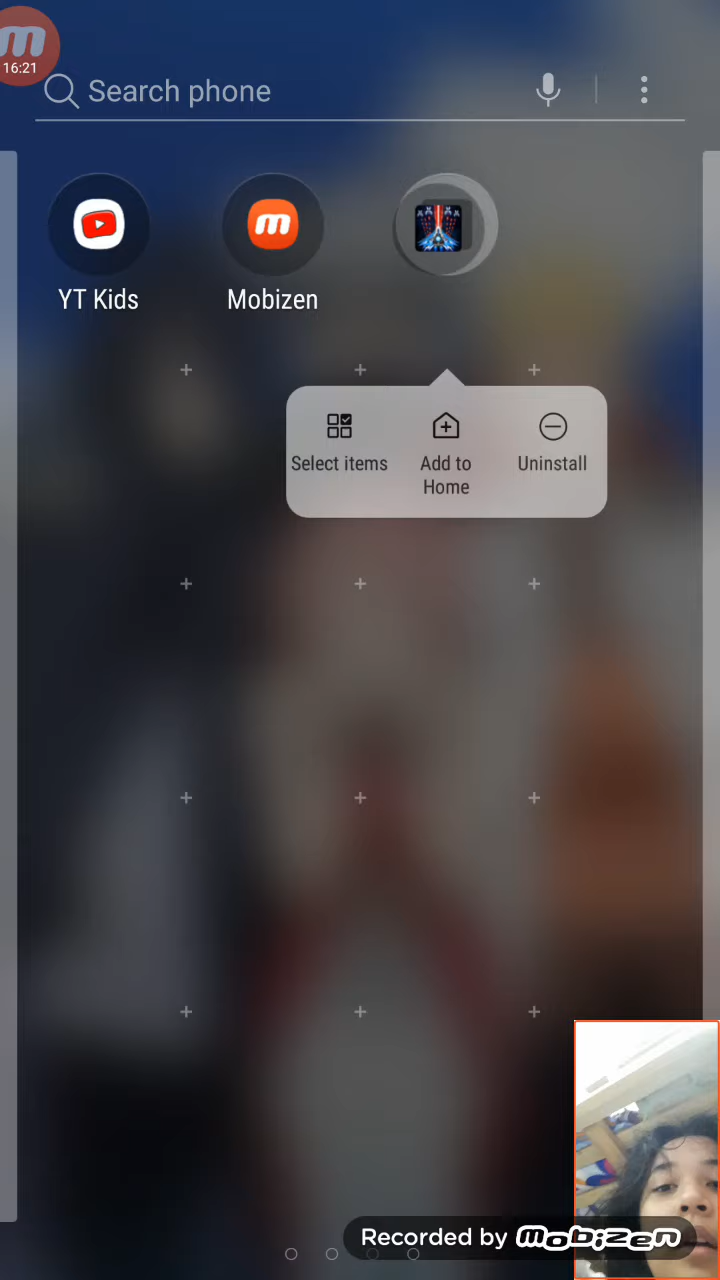 m
16:21
Search phone
m
YT Kids
Mobizen
Select items
Add to
Home
Uninstall
Recorded by mobizen